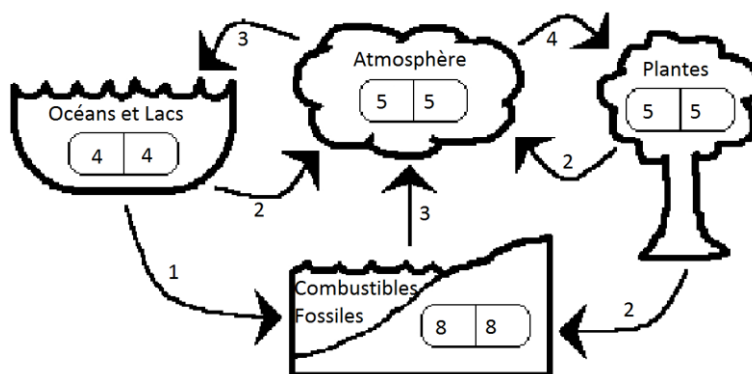 3
4
Atmosphère
5 5
Plantes
5 5
Océans et Lacs
4 4
2
2
3
1
Combustibles
Fossiles
8 8
2